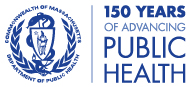 COMMONWEALTH OF MASSACHUSETTS
DEPARTMENT OF PUBLIC HEALTH
150 YEARS
OF ADVANCING
PUBLIC
HEALTH